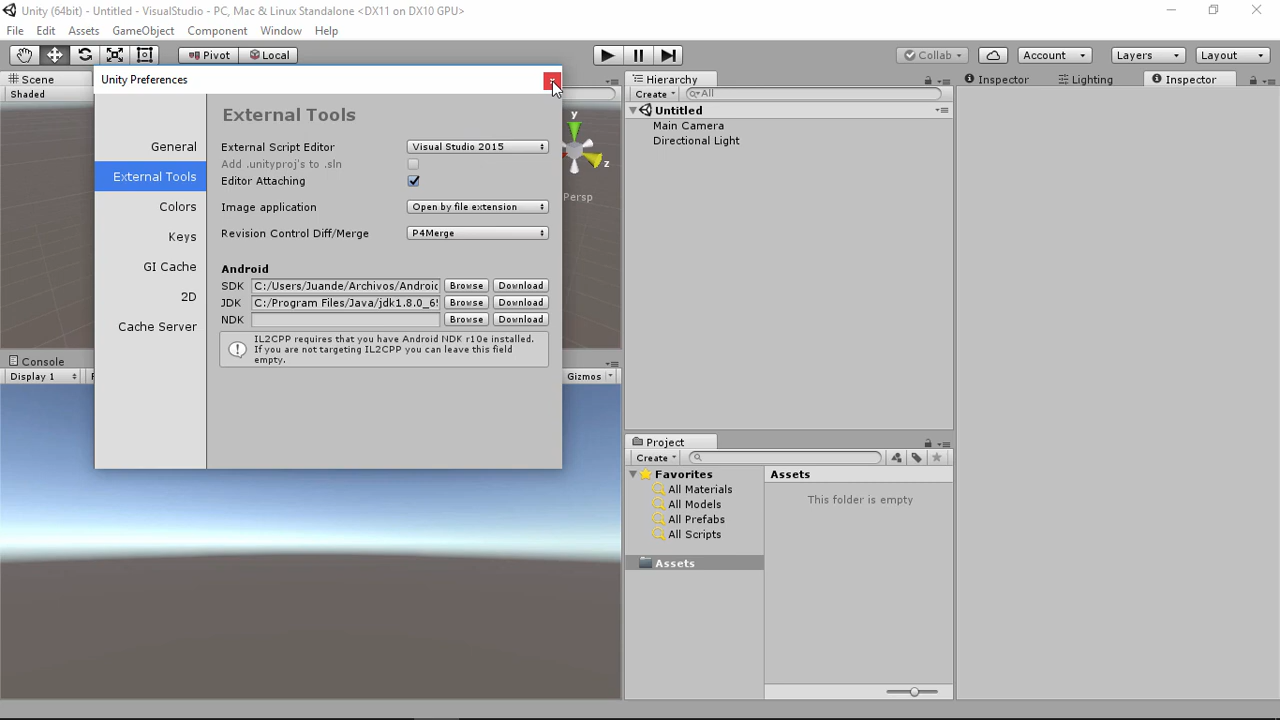 Unity (64bit) - Untitled - VisualStudio - PC, Mac & Linux Standalone <DX11 on DX10 GPU>
File Edit Assets GameObject Component Window Help
Pivot Local Collab Account Layers Layout
Scene
Shaded
Unity Preferences
General
External Tools
Colors
Keys
GI Cache
2D
Cache Server
External Tools
External Script Editor Visual Studio 2015
Add .unityproj's to .sln
Editor Attaching
Image application Open by file extension
Revision Control Diff/Merge P4Merge
Android
SDK C:/Users/Juande/Archivos/Android Browse Download
JDK C:/Program Files/Java/jdk1.8.0_6 Browse Download
NDK Browse Download
IL2CPP requires that you have Android NDK r10e installed.
If you are not targeting IL2CPP you can leave this field
empty.
y
z
Persp
Console
Display 1
Gizmos
Hierarchy
Create All
Untitled
Main Camera
Directional Light
Project
Create
Favorites
All Materials
All Models
All Prefabs
All Scripts
Assets
Assets
This folder is empty
Inspector Lighting Inspector